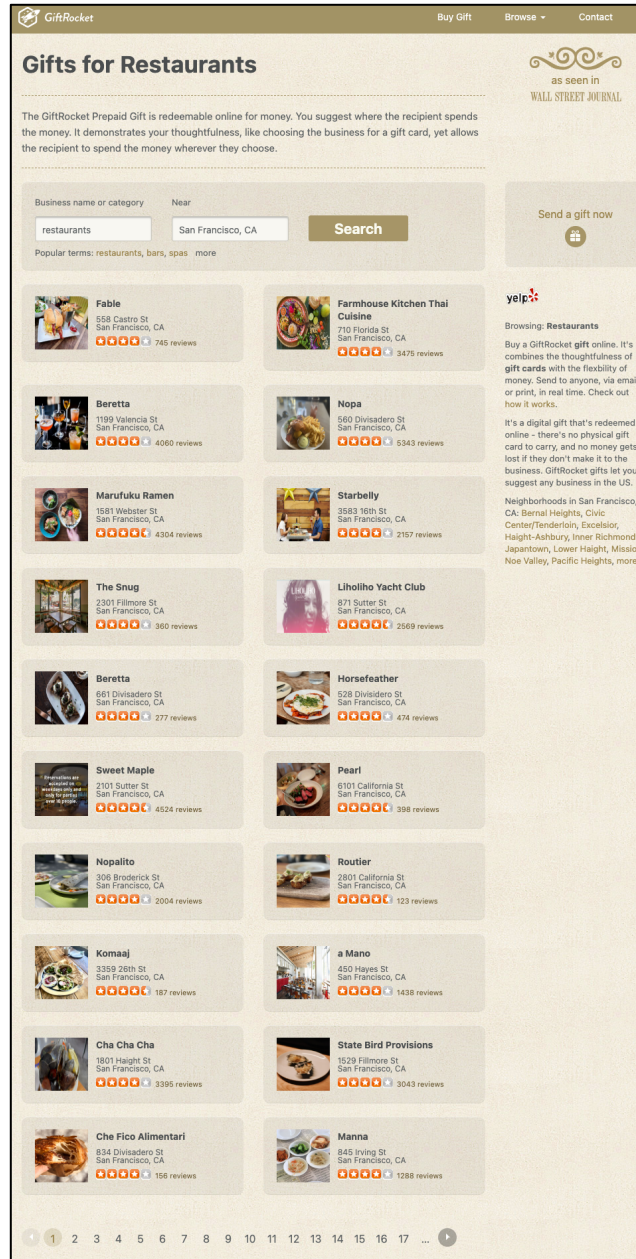 GiftRocket
Buy Gift
Browse
Contact
Gifts for Restaurants
as seen in
WALL STREET JOURNAL
The GiftRocket Prepaid Gift is redeemable online for money. You suggest where the recipient spends
the money. It demonstrates your thoughtfulness, like choosing the business for a gift card, yet allows
the recipient to spend the money wherever they choose.
Business name or category
Near
restaurants
San Francisco, CA
Search
Popular terms: restaurants, bars, spas more
Send a gift now
Fable
558 Castro St
San Francisco, CA
745 reviews
Farmhouse Kitchen Thai
Cuisine
710 Florida St
San Francisco, CA
3475 reviews
Beretta
1199 Valencia St
San Francisco, CA
4060 reviews
Nopa
560 Divisadero St
San Francisco, CA
5343 reviews
Marufuku Ramen
1581 Webster St
San Francisco, CA
4304 reviews
Starbelly
3583 16th St
San Francisco, CA
2157 reviews
The Snug
2301 Fillmore St
San Francisco, CA
360 reviews
Liholiho Yacht Club
871 Sutter St
San Francisco, CA
2569 reviews
Beretta
661 Divisadero St
San Francisco, CA
277 reviews
Horsefeather
528 Divisidero St
San Francisco, CA
474 reviews
Reservations are
accepted on
weekdays only and
only for parties
over 10 people.
Sweet Maple
2101 Sutter St
San Francisco, CA
4524 reviews
Pearl
6101 California St
San Francisco, CA
398 reviews
Nopalito
306 Broderick St
San Francisco, CA
2004 reviews
Routier
2801 California St
San Francisco, CA
123 reviews
Komaaj
3359 26th St
San Francisco, CA
187 reviews
a Mano
450 Hayes St
San Francisco, CA
1438 reviews
Cha Cha Cha
1801 Haight St
San Francisco, CA
3395 reviews
State Bird Provisions
1529 Fillmore St
San Francisco, CA
3043 reviews
Che Fico Alimentari
834 Divisadero St
San Francisco, CA
156 reviews
Manna
845 Irving St
San Francisco, CA
1288 reviews
1 2 3 4 5 6 7 8 9 10 11 12 13 14 15 16 17 ...
yelp
Browsing: Restaurants
Buy a GiftRocket gift online. It's
combines the thoughtfulness of
gift cards with the flexbility of
money. Send to anyone, via emai
or print, in real time. Check out
how it works.
It's a digital gift that's redeemed
online - there's no physical gift
card to carry, and no money gets
lost if they don't make it to the
business. GiftRocket gifts let you
suggest any business in the US.
Neighborhoods in San Francisco,
CA: Bernal Heights, Civic
Center/Tenderloin, Excelsior,
Haight-Ashbury, Inner Richmond
Japantown, Lower Haight, Missio
Noe Valley, Pacific Heights, more